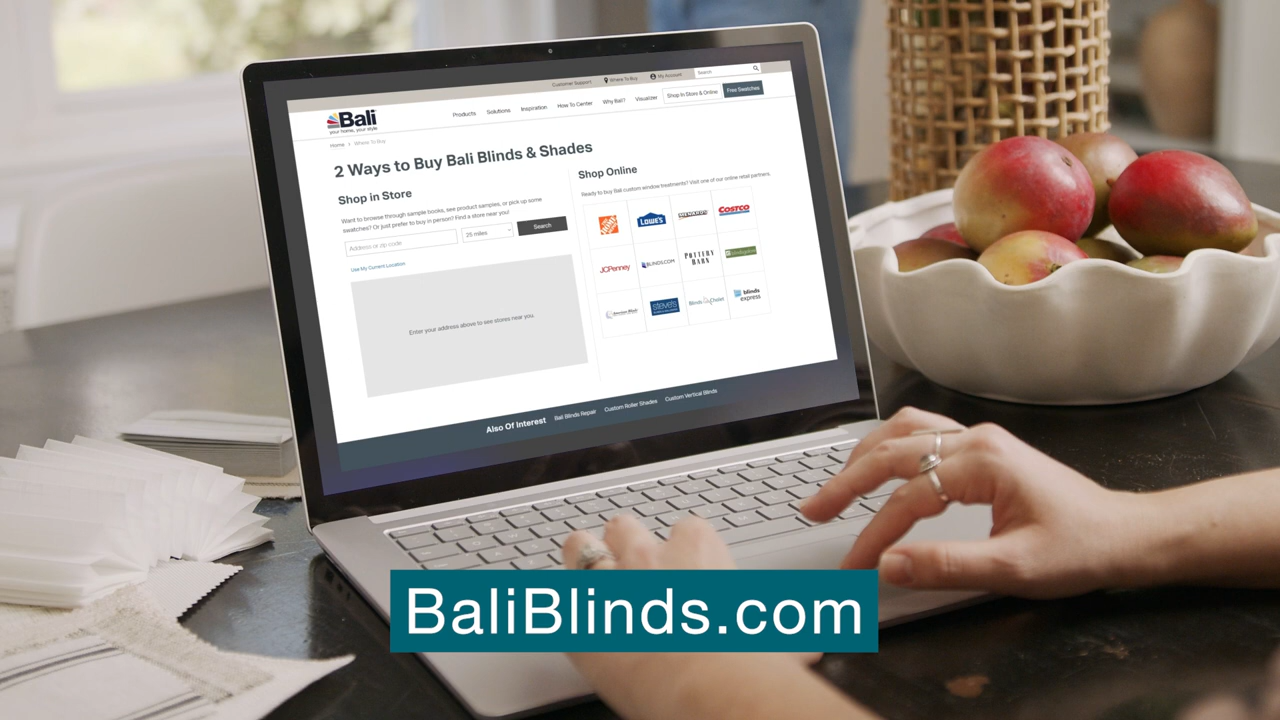 Customer Support
Where To Buy
My Account
Search
Bali
your home, your style
Products
Solutions
Inspiration
How To Center
Why Bali?
Visualizer
Shop In Store & Online
Free Swatches
Home > Where To Buy
2 Ways to Buy Bali Blinds & Shades
Shop in Store
Want to browse through sample books, see product samples, or pick up some
swatches? Or just prefer to buy in person? Find a store near you!
Address or zip code
25 miles
Search
Use My Current Location
Enter your address above to see stores near you.
Shop Online
Ready to buy Bali custom window treatments? Visit one of our online retail partners.
LOWE'S
MENARDS
COSTCO
JCPenney
BLINDS.COM
POTTERY
BARN
American Blinds
steve's
blinds
express
Also Of Interest
Bali Blinds Repair
Custom Roller Shades
Custom Vertical Blinds
BaliBlinds.com